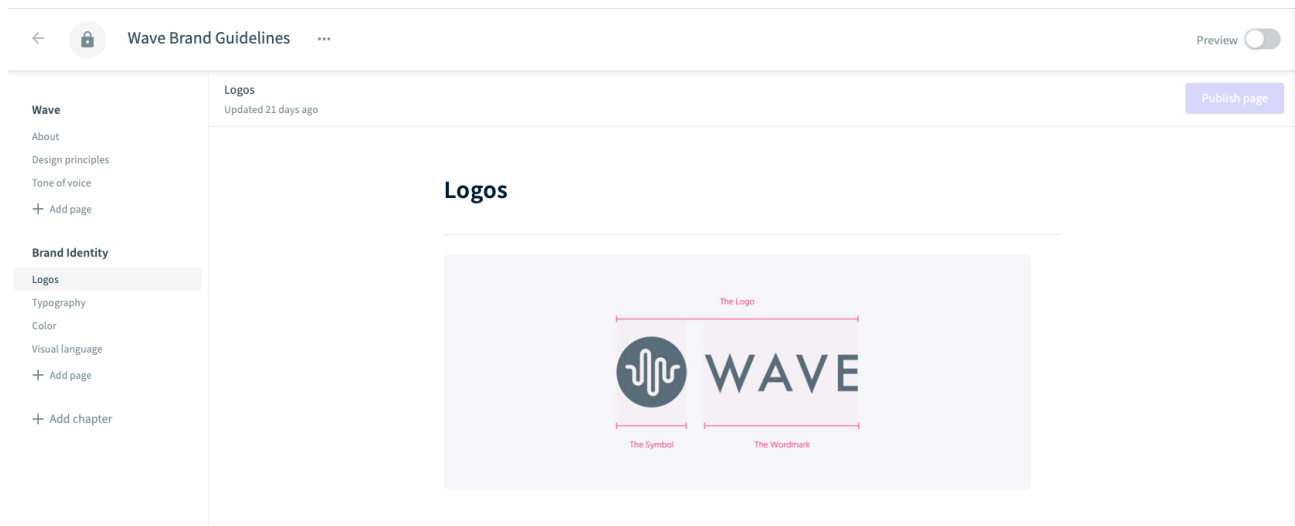 Wave Brand Guidelines
Preview
Wave
About
Design principles
Tone of voice
+ Add page
Brand Identity
Logos
Typography
Color
Visual language
+ Add page
+ Add chapter
Logos
Updated 21 days ago
Publish page
Logos
The Logo
WAVE
The Symbol
The Wordmark